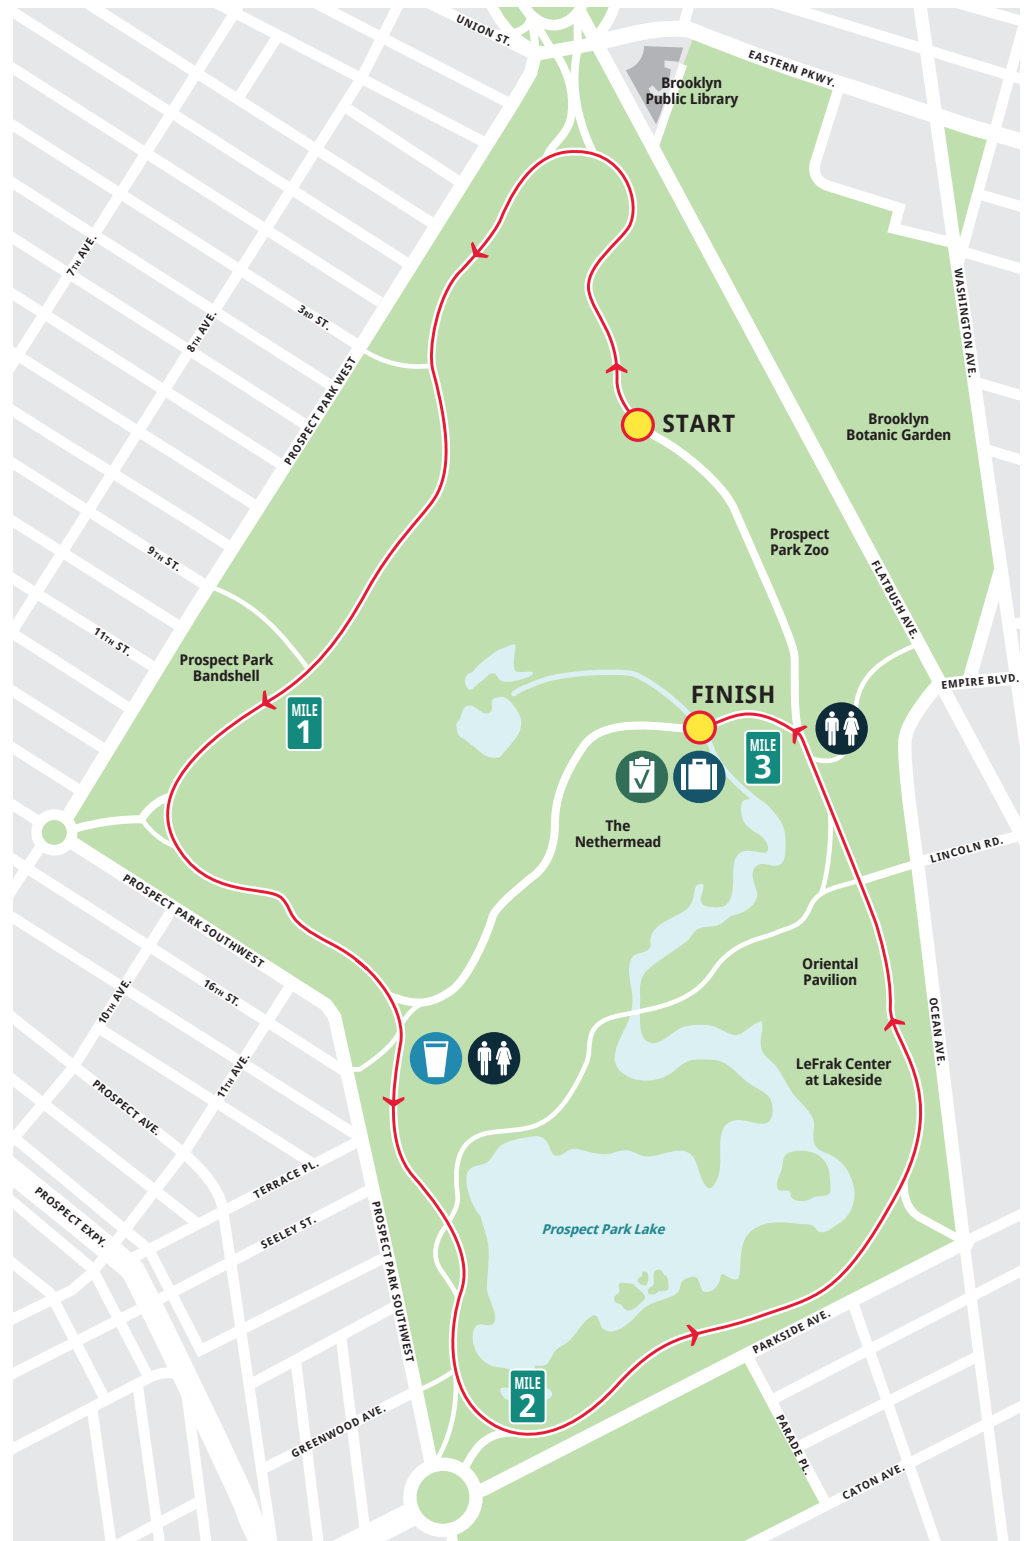 UNION ST.
EASTERN PKWY.
Brooklyn
Public Library
7TH AVE.
8TH AVE.
3RD ST.
WASHINGTON AVE.
PROSPECT PARK WEST
START
Brooklyn
Botanic Garden
Prospect
Park Zoo
9TH ST.
FLATBUSH AVE.
11TH ST.
Prospect Park
Bandshell
EMPIRE BLVD.
FINISH
MILE
1
MILE
3
The
Nethermead
LINCOLN RD.
PROSPECT PARK SOUTHWEST
Oriental
Pavilion
10TH AVE.
16TH ST.
OCEAN AVE.
11TH AVE.
LeFrak Center
at Lakeside
PROSPECT AVE.
TERRACE PL.
PROSPECT EXPY.
SEELEY ST.
Prospect Park Lake
PROSPECT PARK SOUTHWEST
PARKSIDE AVE.
MILE
2
GREENWOOD AVE.
PARADE PL.
CATON AVE.